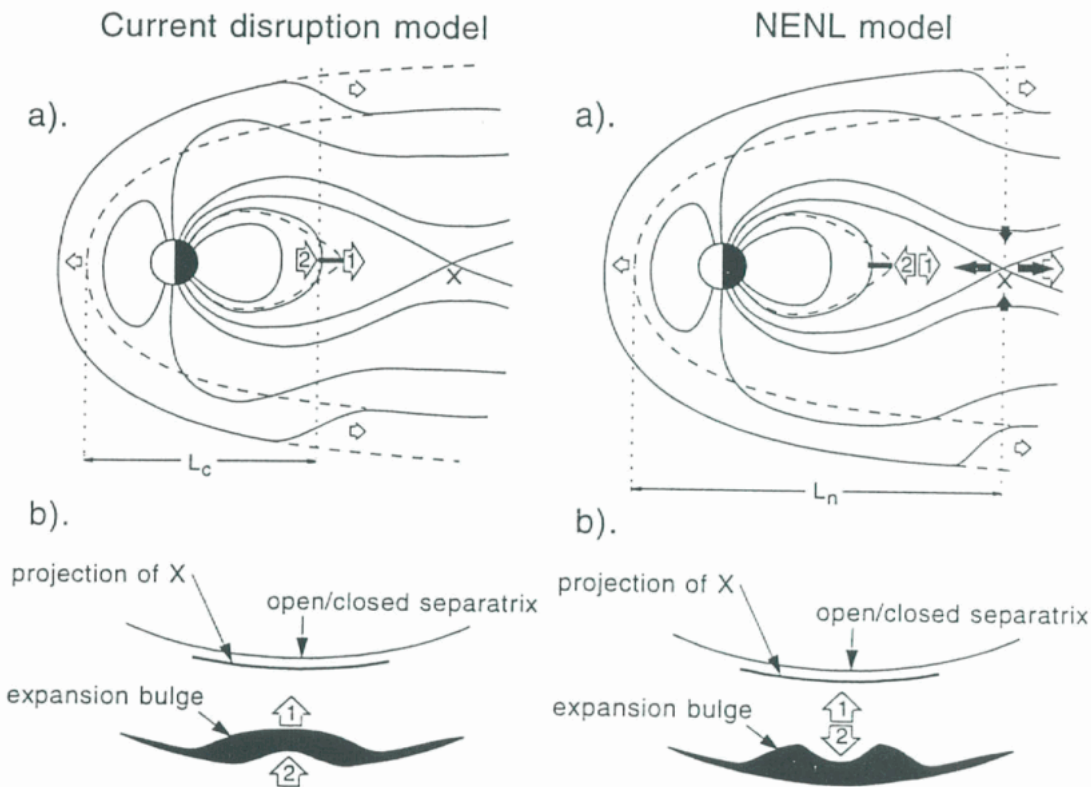 Current disruption model
NENL model
a).
2
1
X
L_c
a).
2
1
X
L_n
b).
projection of X
open/closed separatrix
expansion bulge
1
2
b).
projection of X
open/closed separatrix
expansion bulge
1
2